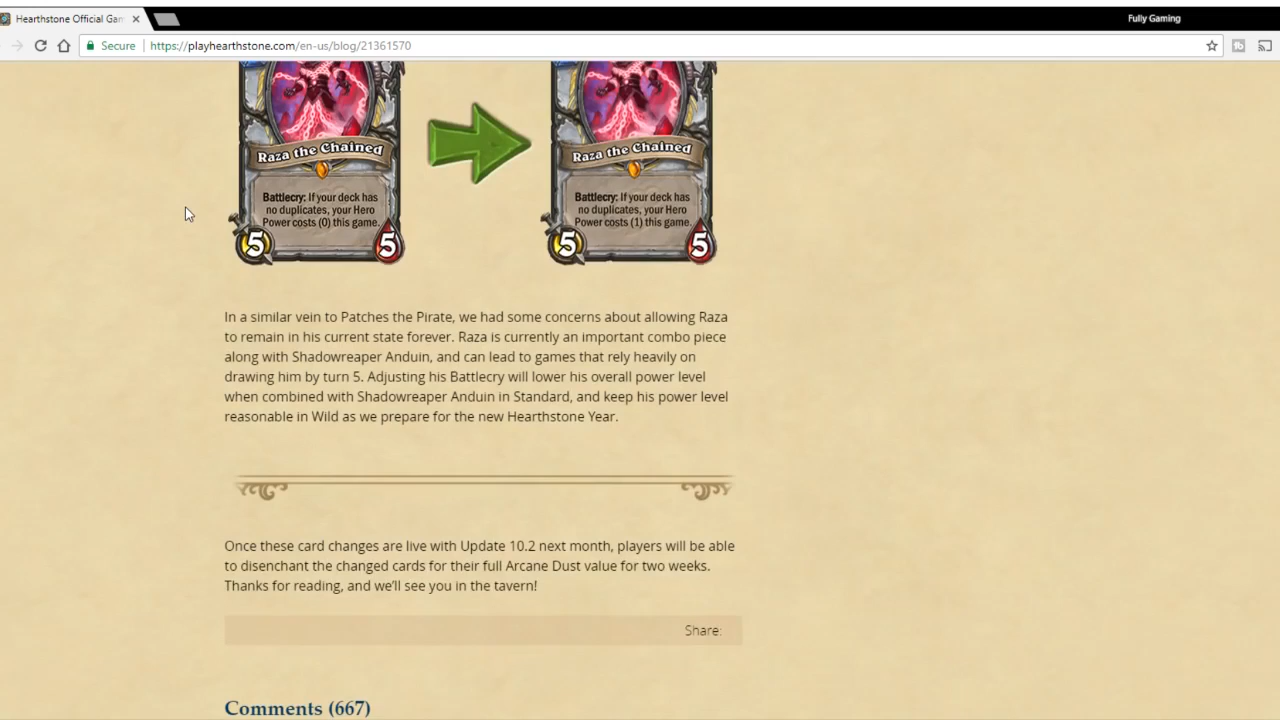 Hearthstone Official Gam
Fully Gaming
Secure https://playhearthstone.com/en-us/blog/21361570
Raza the Chained
Battlecry: If your deck has
no duplicates, your Hero
Power costs (0) this game.
5 5
Raza the Chained
Battlecry: If your deck has
no duplicates, your Hero
Power costs (1) this game.
5 5
In a similar vein to Patches the Pirate, we had some concerns about allowing Raza
to remain in his current state forever. Raza is currently an important combo piece
along with Shadowreaper Anduin, and can lead to games that rely heavily on
drawing him by turn 5. Adjusting his Battlecry will lower his overall power level
when combined with Shadowreaper Anduin in Standard, and keep his power level
reasonable in Wild as we prepare for the new Hearthstone Year.
Once these card changes are live with Update 10.2 next month, players will be able
to disenchant the changed cards for their full Arcane Dust value for two weeks.
Thanks for reading, and we’ll see you in the tavern!
Share:
Comments (667)